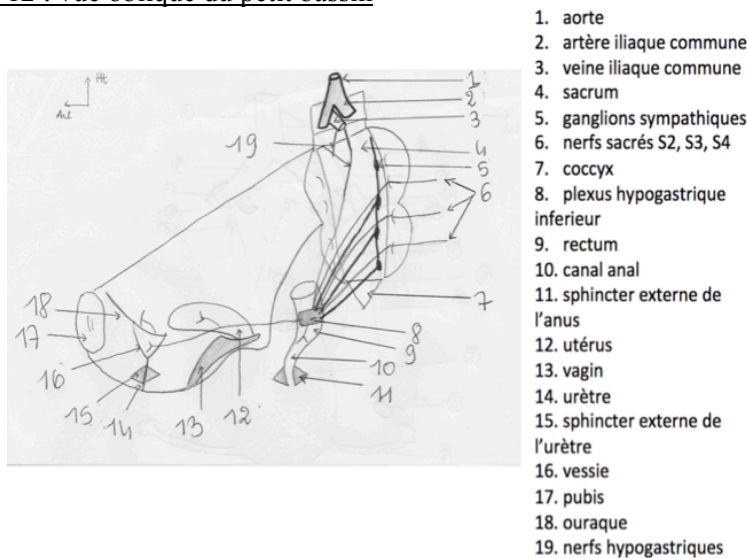 12 : Vue oblique du petit bassin
1. aorte
2. artère iliaque commune
3. veine iliaque commune
4. sacrum
5. ganglions sympathiques
6. nerfs sacrés S2, S3, S4
7. coccyx
8. plexus hypogastrique
inferieur
9. rectum
10. canal anal
11. sphincter externe de
l'anus
12. utérus
13. vagin
14. urètre
15. sphincter externe de
l'urètre
16. vessie
17. pubis
18. ouraque
19. nerfs hypogastriques
Ht
Ant
1
2
3
19
4
5
6
7
18
17
8
9
16
10
11
15
14
13
12